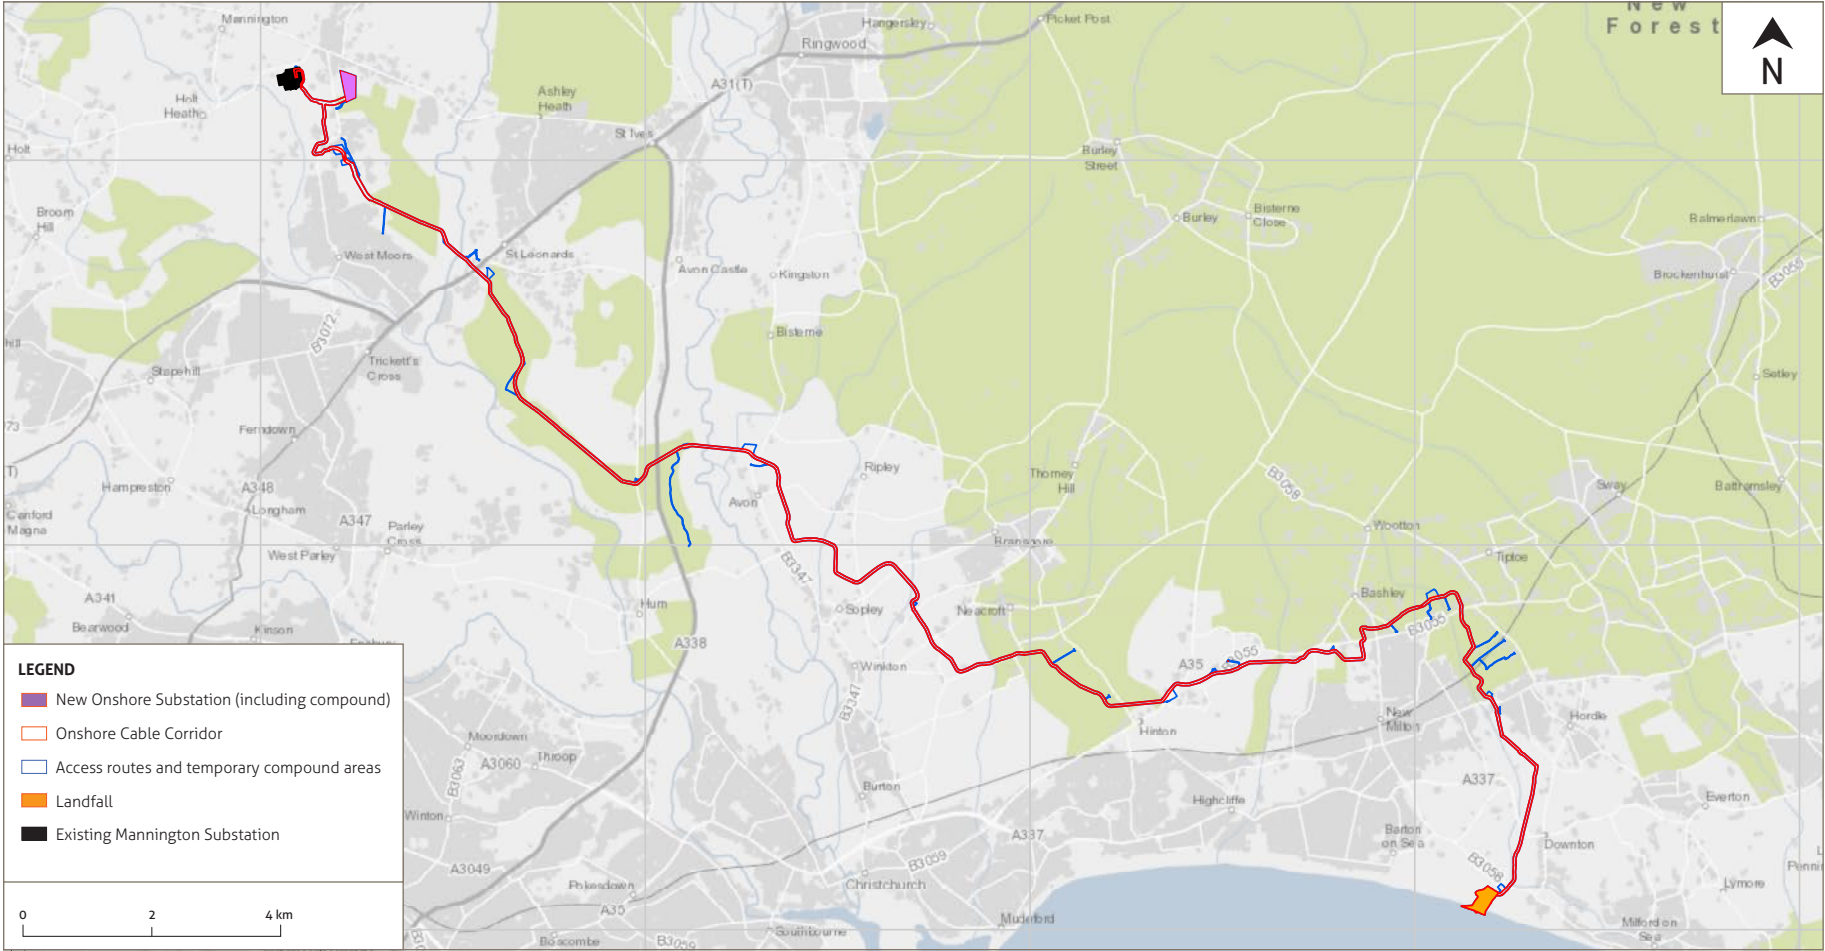 Mannington
Hangersley
Picket Post
New
Forest
N
Ringwood
A31(T)
Ashley
Heath
Holt
Heath
St Ives
Holt
Burley
Street
Broom
Hill
Burley
Bisterne
Close
Balmerlawn
West Moors
St Leonards
Avon Castle
Kingston
Brockenhurst
B3055
B3072
Bisterne
hill
Trickett's
Cross
Stapehill
Setley
Ferndown
73
(T)
Ripley
Thorney
Hill
B3058
Hampreston
A348
Longham
Avon
Sway
Battramsley
Canford
Magna
A347
Parley
Cross
West Parley
Bransgore
Wootton
Tiptoe
B3347
A341
Bearwood
Kinson
Hurn
Sopley
Neacroft
Bashley
B3055
A338
Winkton
A35
B3055
B3347
Hinton
New
Milton
Hordle
Moordown
A3060
Throop
B3063
Burton
A337
Everton
Highcliffe
Winton
A337
Barton
on Sea
Downton
B3058
A3049
B3059
Pokesdown
Christchurch
Lymore
A35
Mudeford
Milford on
Sea
Southbourne
Boscombe
B3059
LEGEND
New Onshore Substation (including compound)
Onshore Cable Corridor
Access routes and temporary compound areas
Landfall
Existing Mannington Substation
0 2 4 km